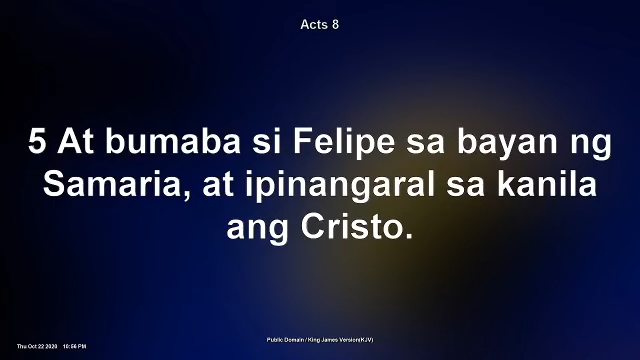 Acts 8
5 At bumaba si Felipe sa bayan ng
Samaria, at ipinangaral sa kanila
ang Cristo.
Public Domain / King James Version(KJV)
Thu Oct 22 2020 10:56 PM